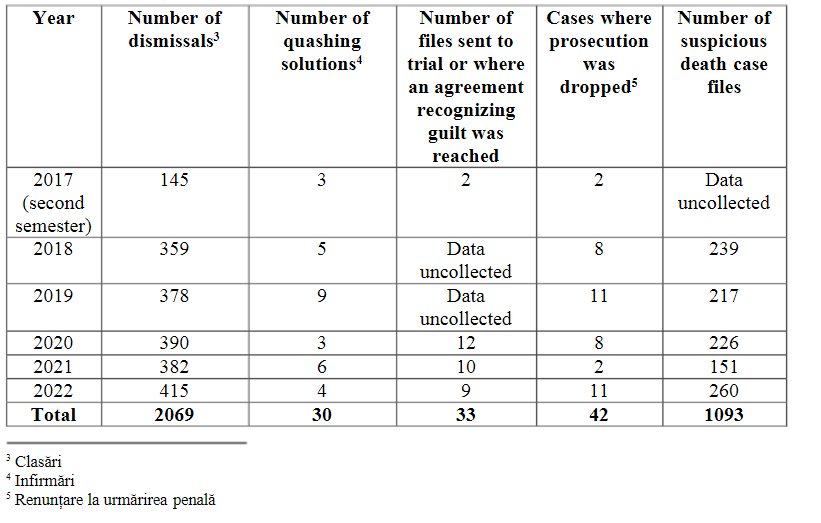 Year
Number of
dismissals³
Number of
quashing
solutions⁴
Number of
files sent to
trial or where
an agreement
recognizing
guilt was
reached
Cases where
prosecution
was
dropped⁵
Number of
suspicious
death case
files
2017
(second
semester)
145
3
2
2
Data
uncollected
2018
359
5
Data
uncollected
8
239
2019
378
9
Data
uncollected
11
217
2020
390
3
12
8
226
2021
382
6
10
2
151
2022
415
4
9
11
260
Total
2069
30
33
42
1093
³ Clasări
⁴ Infirmări
⁵ Renunțare la urmărirea penală